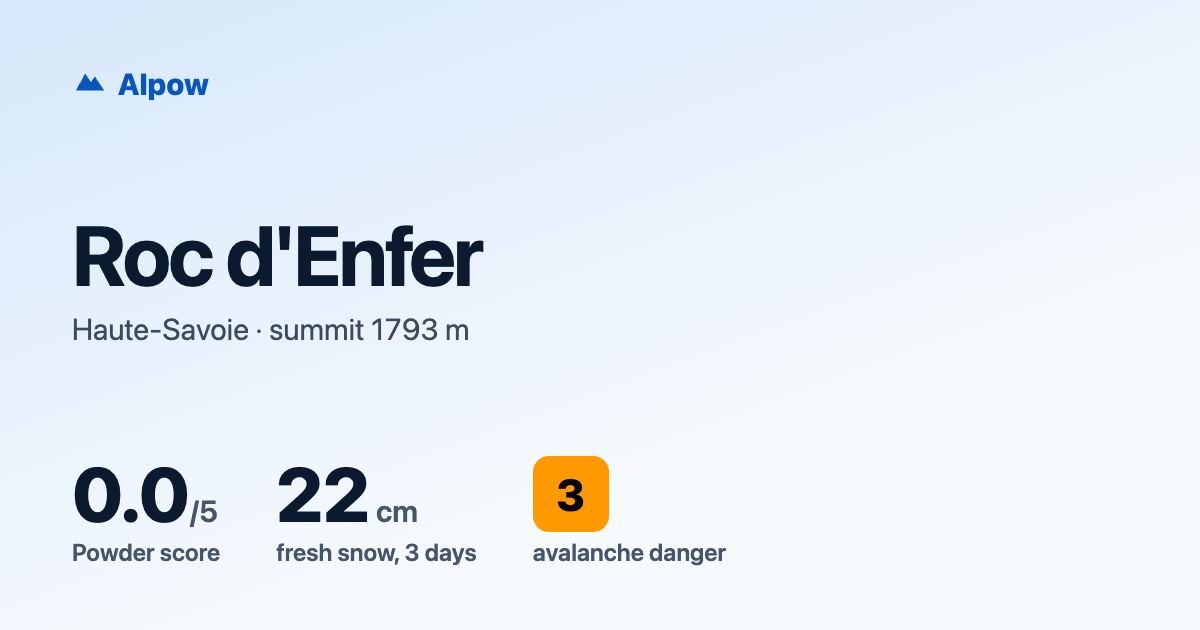 Alpow
Roc d'Enfer
Haute-Savoie · summit 1793 m
0.0/5 22 cm 3
Powder score fresh snow, 3 days avalanche danger